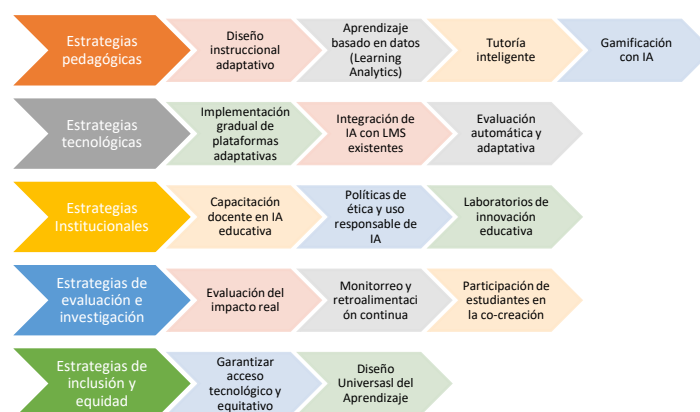 Estrategias
pedagógicas
Diseño
instruccional
adaptativo
Aprendizaje
basado en datos
(Learning
Analytics)
Tutoría
inteligente
Gamificación
con IA
Estrategias
tecnológicas
Implementación
gradual de
plataformas
adaptativas
Integración de
IA con LMS
existentes
Evaluación
automática y
adaptativa
Estrategias
Institucionales
Capacitación
docente en IA
educativa
Políticas de
ética y uso
responsable de
IA
Laboratorios de
innovación
educativa
Estrategias de
evaluación e
investigación
Evaluación del
impacto real
Monitorreo y
retroalimentaci
ón continua
Participación de
estudiantes en
la co-creación
Estrategias de
inclusión y
equidad
Garantizar
acceso
tecnológico y
equitativo
Diseño
Universasl del
Aprendizaje